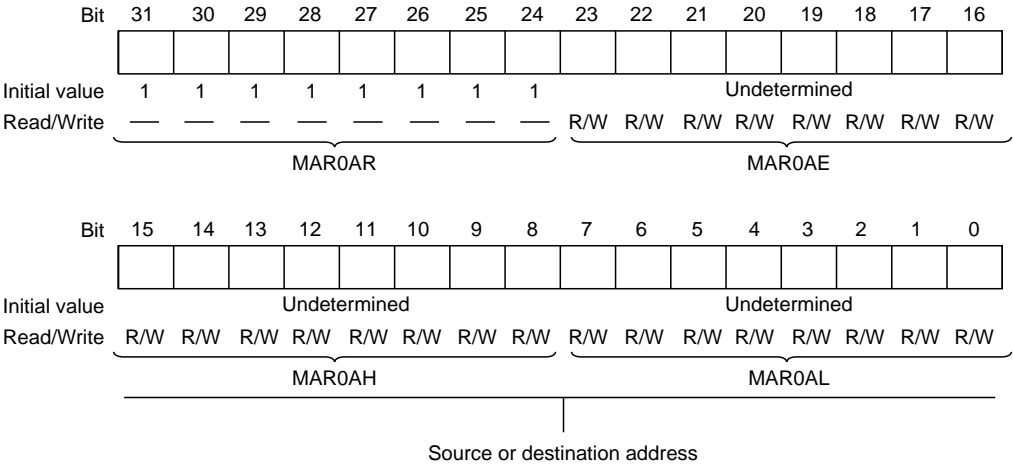 Bit 31 30 29 28 27 26 25 24 23 22 21 20 19 18 17 16
Initial value 1 1 1 1 1 1 1 1 Undetermined
Read/Write — — — — — — — — R/W R/W R/W R/W R/W R/W R/W R/W
MAR0AR MAR0AE
Bit 15 14 13 12 11 10 9 8 7 6 5 4 3 2 1 0
Initial value Undetermined Undetermined
Read/Write R/W R/W R/W R/W R/W R/W R/W R/W R/W R/W R/W R/W R/W R/W R/W R/W
MAR0AH MAR0AL
Source or destination address